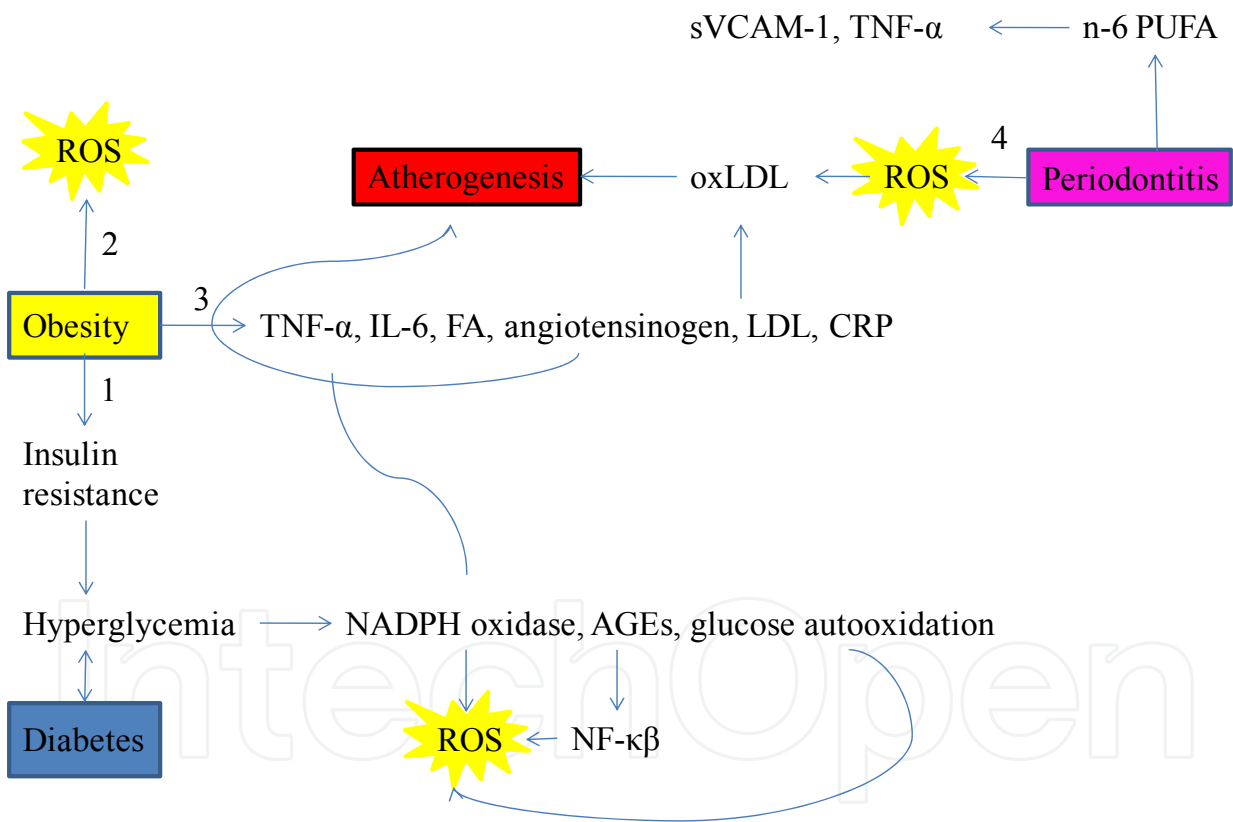 sVCAM-1, TNF-α
n-6 PUFA
ROS
4
Atherogenesis
oxLDL
ROS
Periodontitis
2
3
Obesity
TNF-α, IL-6, FA, angiotensinogen, LDL, CRP
1
Insulin
resistance
Hyperglycemia
NADPH oxidase, AGEs, glucose autooxidation
IntechOpen
Diabetes
ROS
NF-κβ